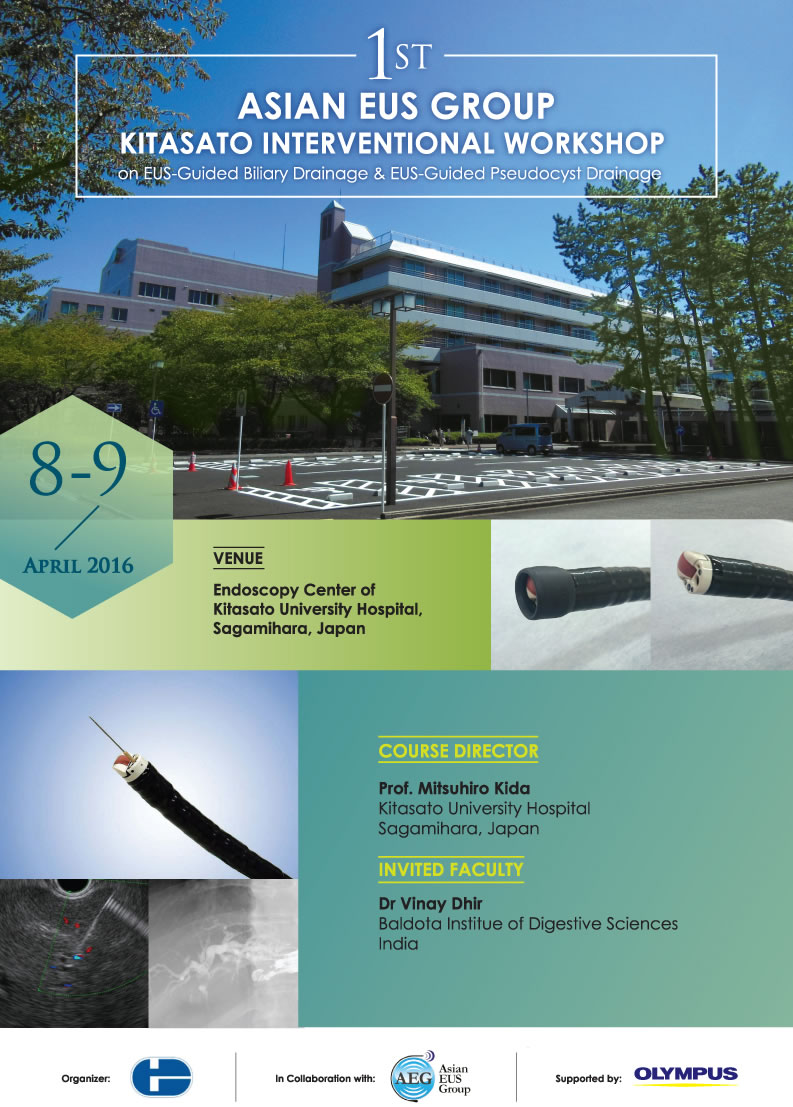 1ST
ASIAN EUS GROUP
KITASATO INTERVENTIONAL WORKSHOP
on EUS-Guided Biliary Drainage & EUS-Guided Pseudocyst Drainage
8-9
APRIL 2016
VENUE
Endoscopy Center of
Kitasato University Hospital,
Sagamihara, Japan
COURSE DIRECTOR
Prof. Mitsuhiro Kida
Kitasato University Hospital
Sagamihara, Japan
INVITED FACULTY
Dr Vinay Dhir
Baldota Institue of Digestive Sciences
India
Organizer:
In Collaboration with:
AEG
Asian
EUS
Group
Supported by:
OLYMPUS